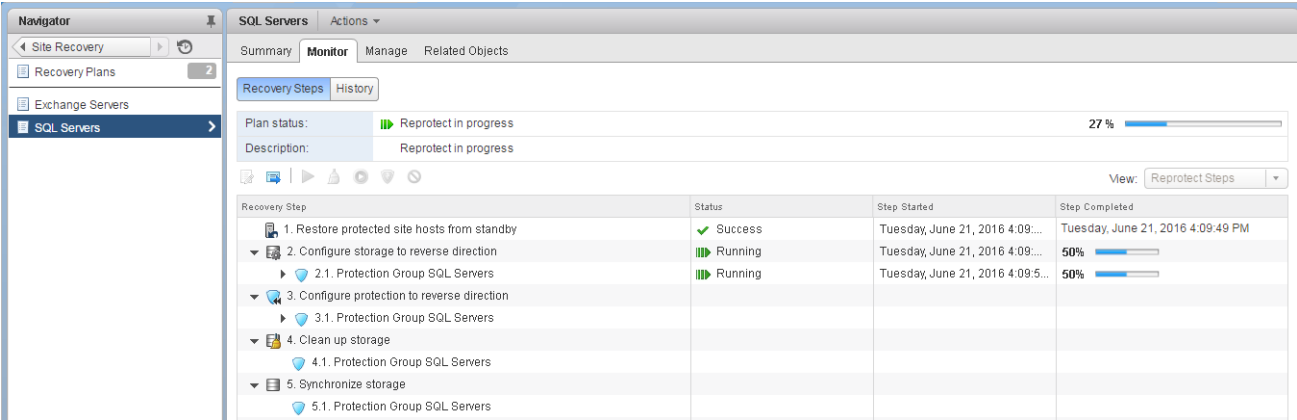 Navigator
Site Recovery
Recovery Plans 2
Exchange Servers
SQL Servers
SQL Servers Actions
Summary Monitor Manage Related Objects
Recovery Steps History
Plan status: Reprotect in progress 27 %
Description: Reprotect in progress
View: Reprotect Steps
Recovery Step Status Step Started Step Completed
1. Restore protected site hosts from standby Success Tuesday, June 21, 2016 4:09:... Tuesday, June 21, 2016 4:09:49 PM
2. Configure storage to reverse direction Running Tuesday, June 21, 2016 4:09:... 50%
2.1. Protection Group SQL Servers Running Tuesday, June 21, 2016 4:09:5... 50%
3. Configure protection to reverse direction
3.1. Protection Group SQL Servers
4. Clean up storage
4.1. Protection Group SQL Servers
5. Synchronize storage
5.1. Protection Group SQL Servers